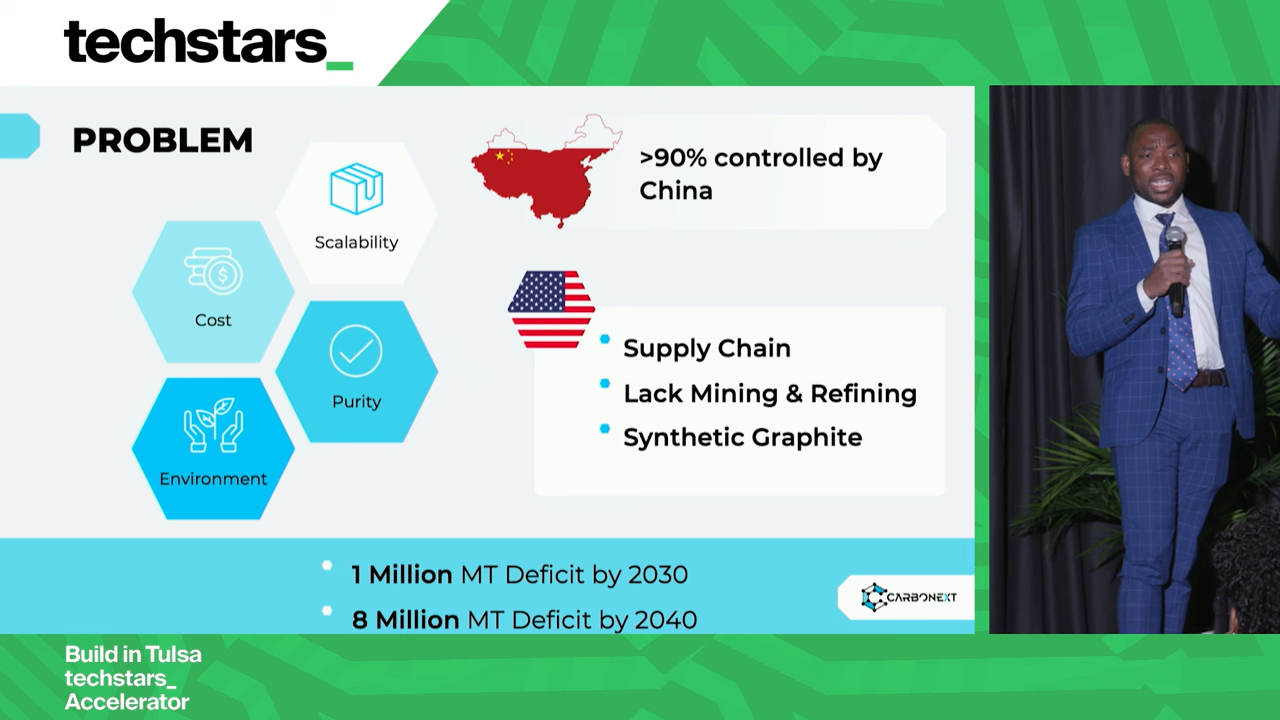 techstars_
PROBLEM
Scalability
Cost
Purity
Environment
>90% controlled by
China
Supply Chain
Lack Mining & Refining
Synthetic Graphite
1 Million MT Deficit by 2030
8 Million MT Deficit by 2040
CARBONEXT
Build in Tulsa
techstars_
Accelerator